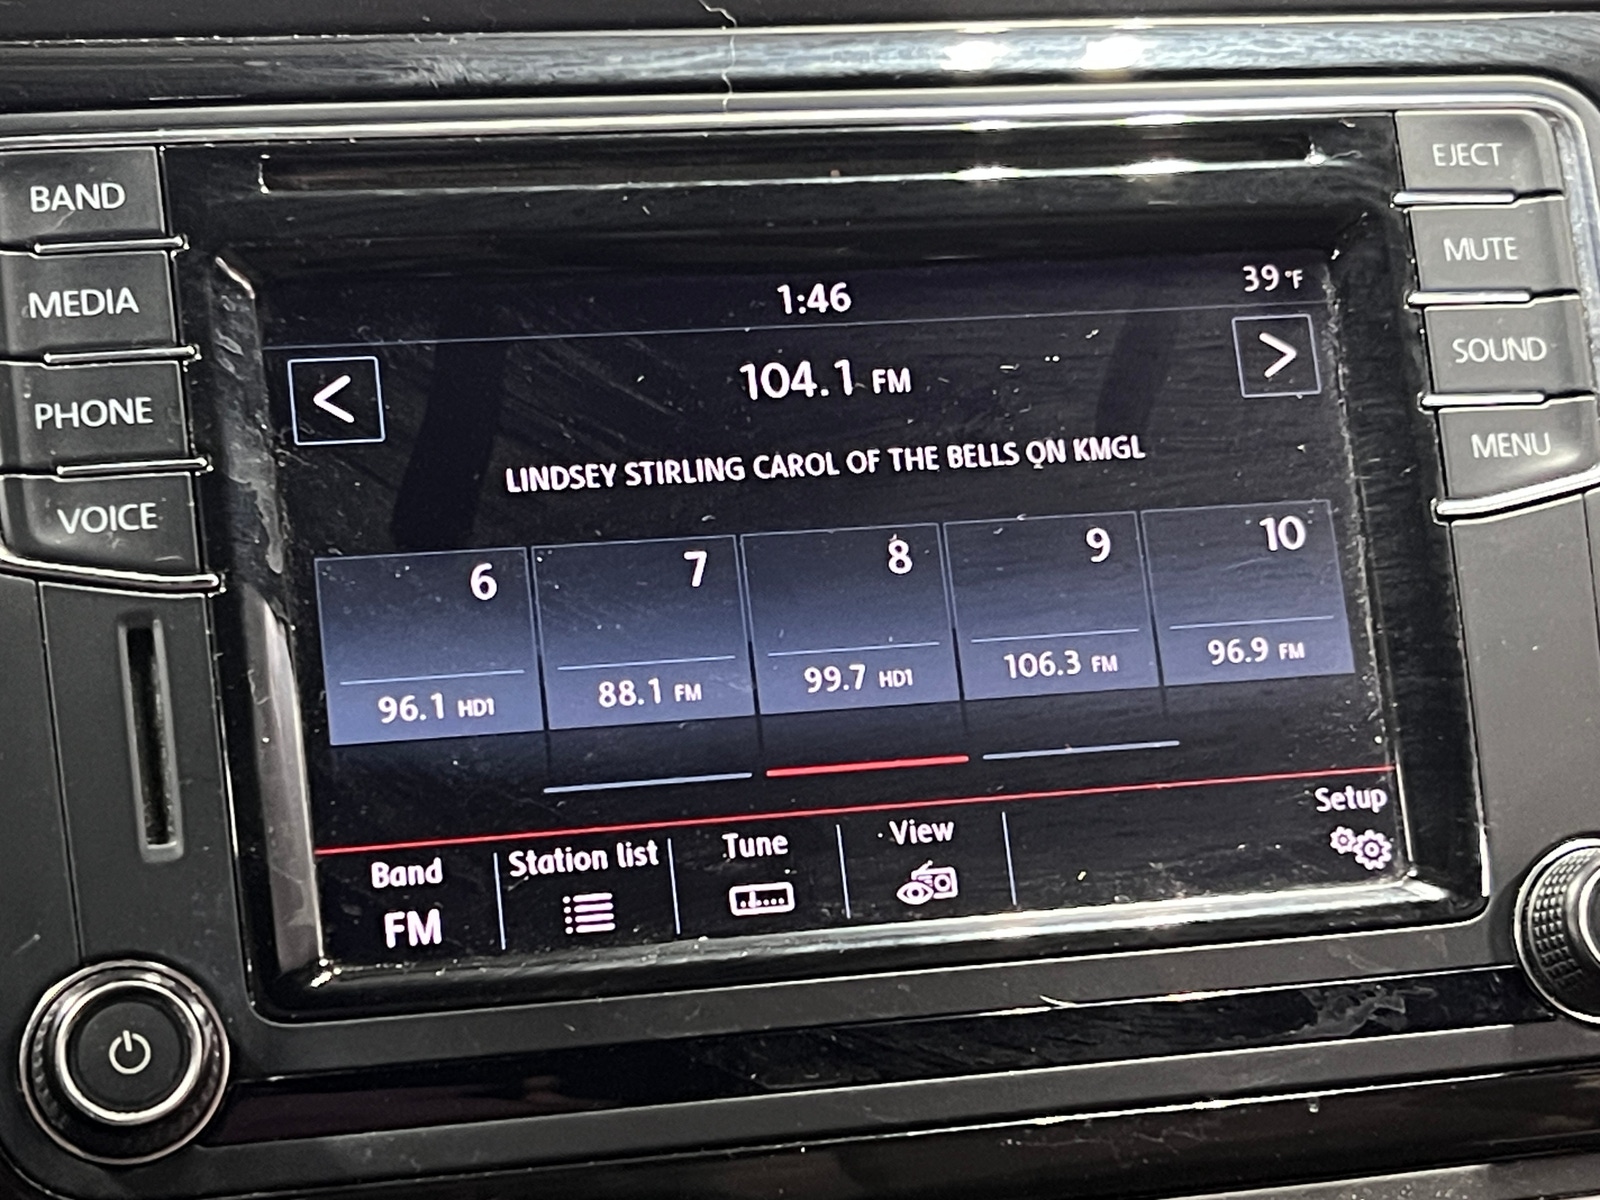 BAND
MEDIA
PHONE
VOICE
EJECT
MUTE
SOUND
MENU
1:46
39 °F
<
104.1 FM
>
LINDSEY STIRLING CAROL OF THE BELLS ON KMGL
6
7
8
9
10
96.1 HD1
88.1 FM
99.7 HD1
106.3 FM
96.9 FM
Band
FM
Station list
Tune
View
Setup